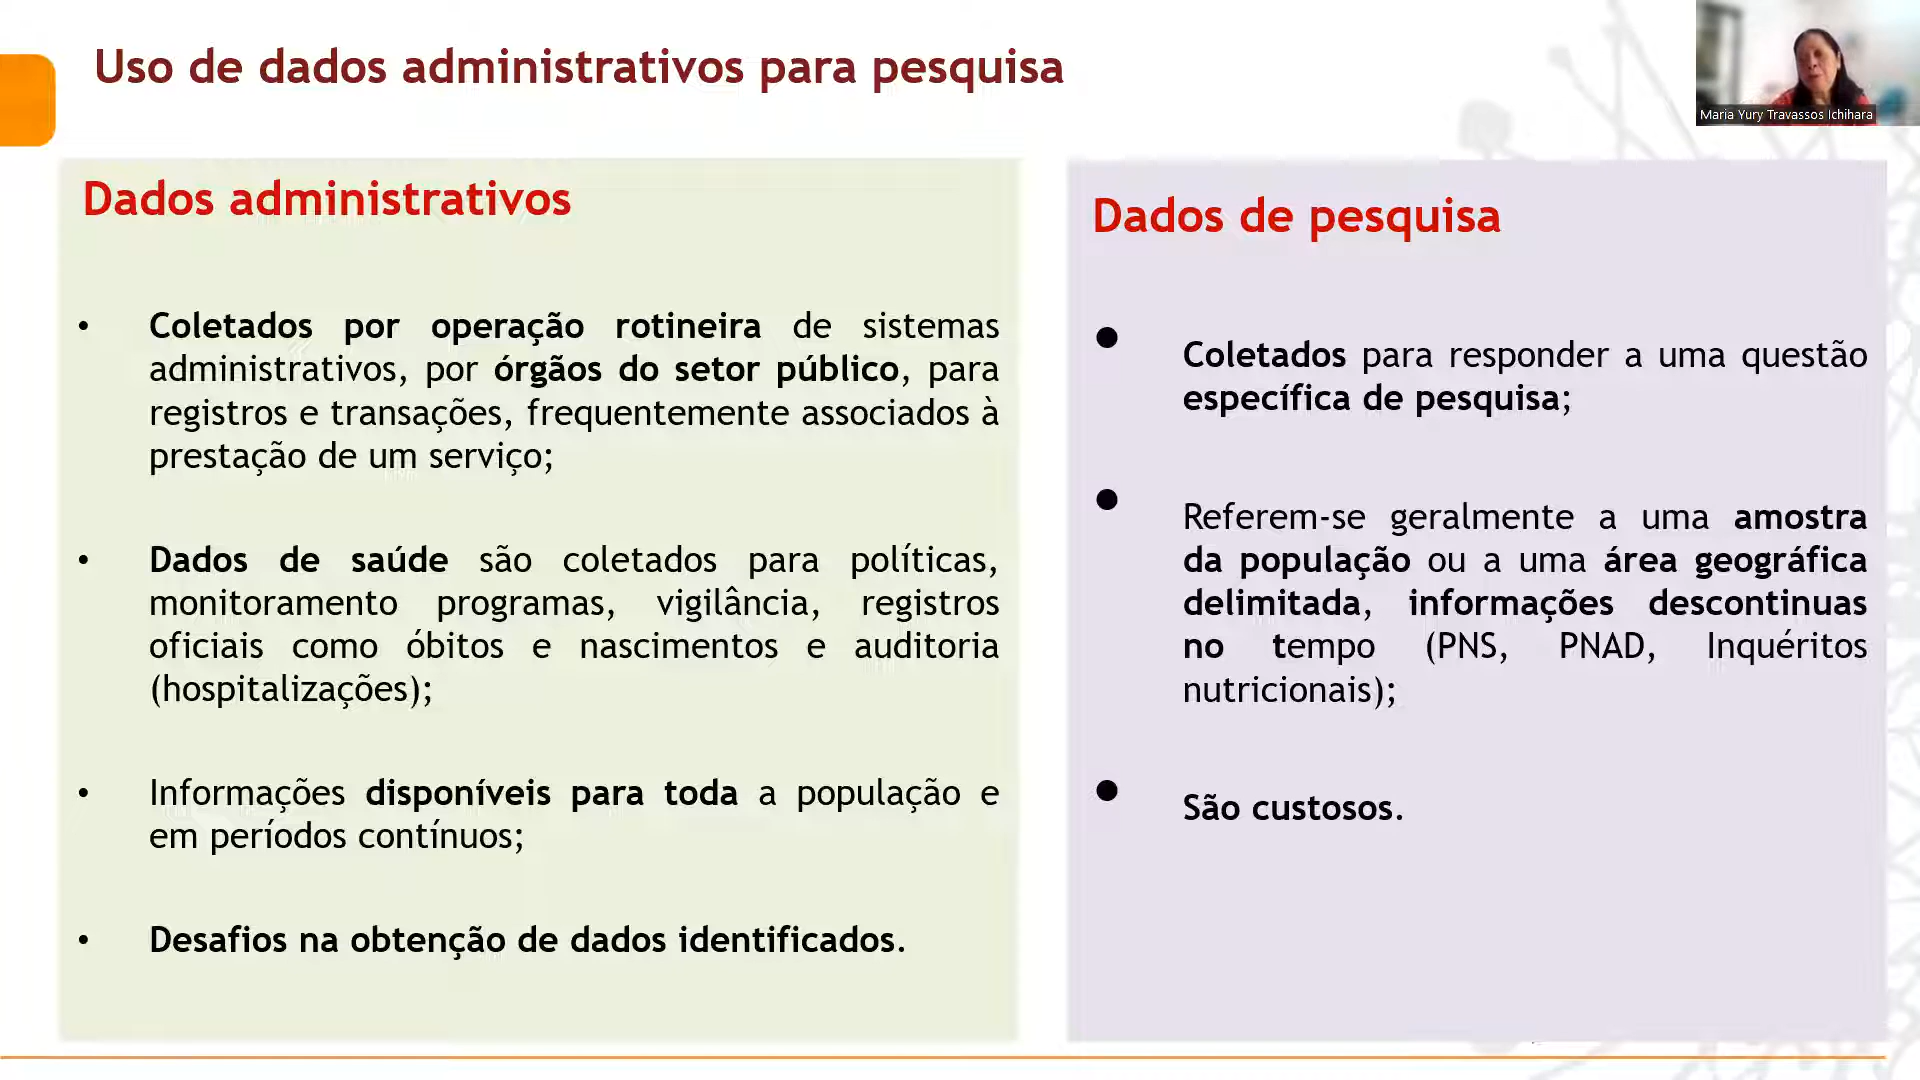 Uso de dados administrativos para pesquisa
Maria Yury Travassos Ichihara
Dados administrativos
• Coletados por operação rotineira de sistemas
administrativos, por órgãos do setor público, para
registros e transações, frequentemente associados à
prestação de um serviço;
• Dados de saúde são coletados para políticas,
monitoramento programas, vigilância, registros
oficiais como óbitos e nascimentos e auditoria
(hospitalizações);
• Informações disponíveis para toda a população e
em períodos contínuos;
• Desafios na obtenção de dados identificados.
Dados de pesquisa
• Coletados para responder a uma questão
específica de pesquisa;
• Referem-se geralmente a uma amostra
da população ou a uma área geográfica
delimitada, informações descontinuas
no tempo (PNS, PNAD, Inquéritos
nutricionais);
• São custosos.